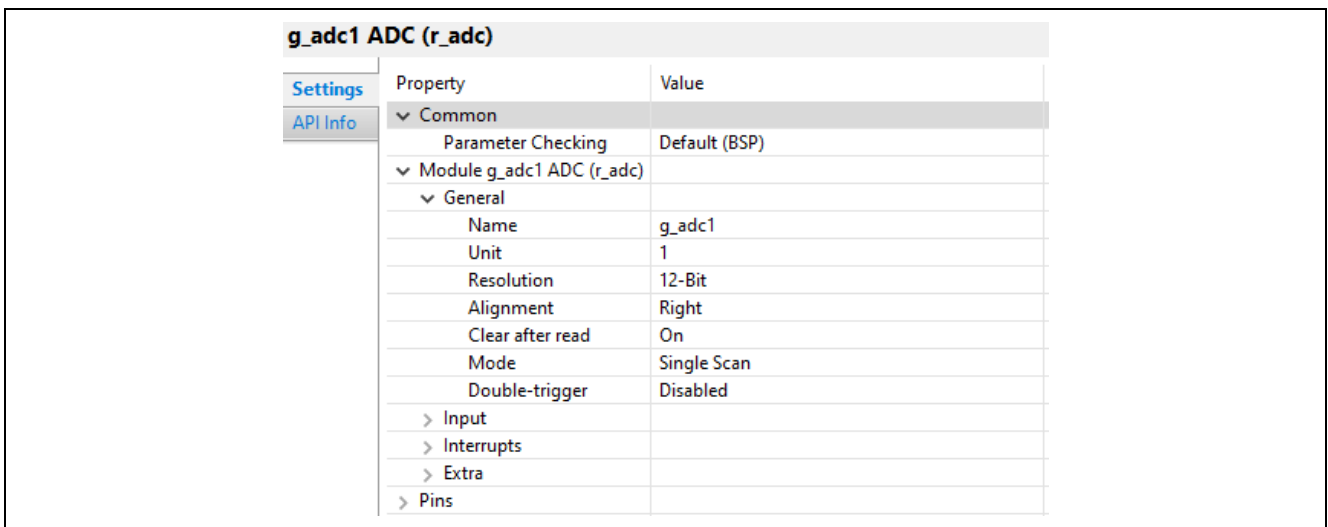 g_adc1 ADC (r_adc)
Settings
API Info
Property Value
Common
Parameter Checking Default (BSP)
Module g_adc1 ADC (r_adc)
General
Name g_adc1
Unit 1
Resolution 12-Bit
Alignment Right
Clear after read On
Mode Single Scan
Double-trigger Disabled
Input
Interrupts
Extra
Pins